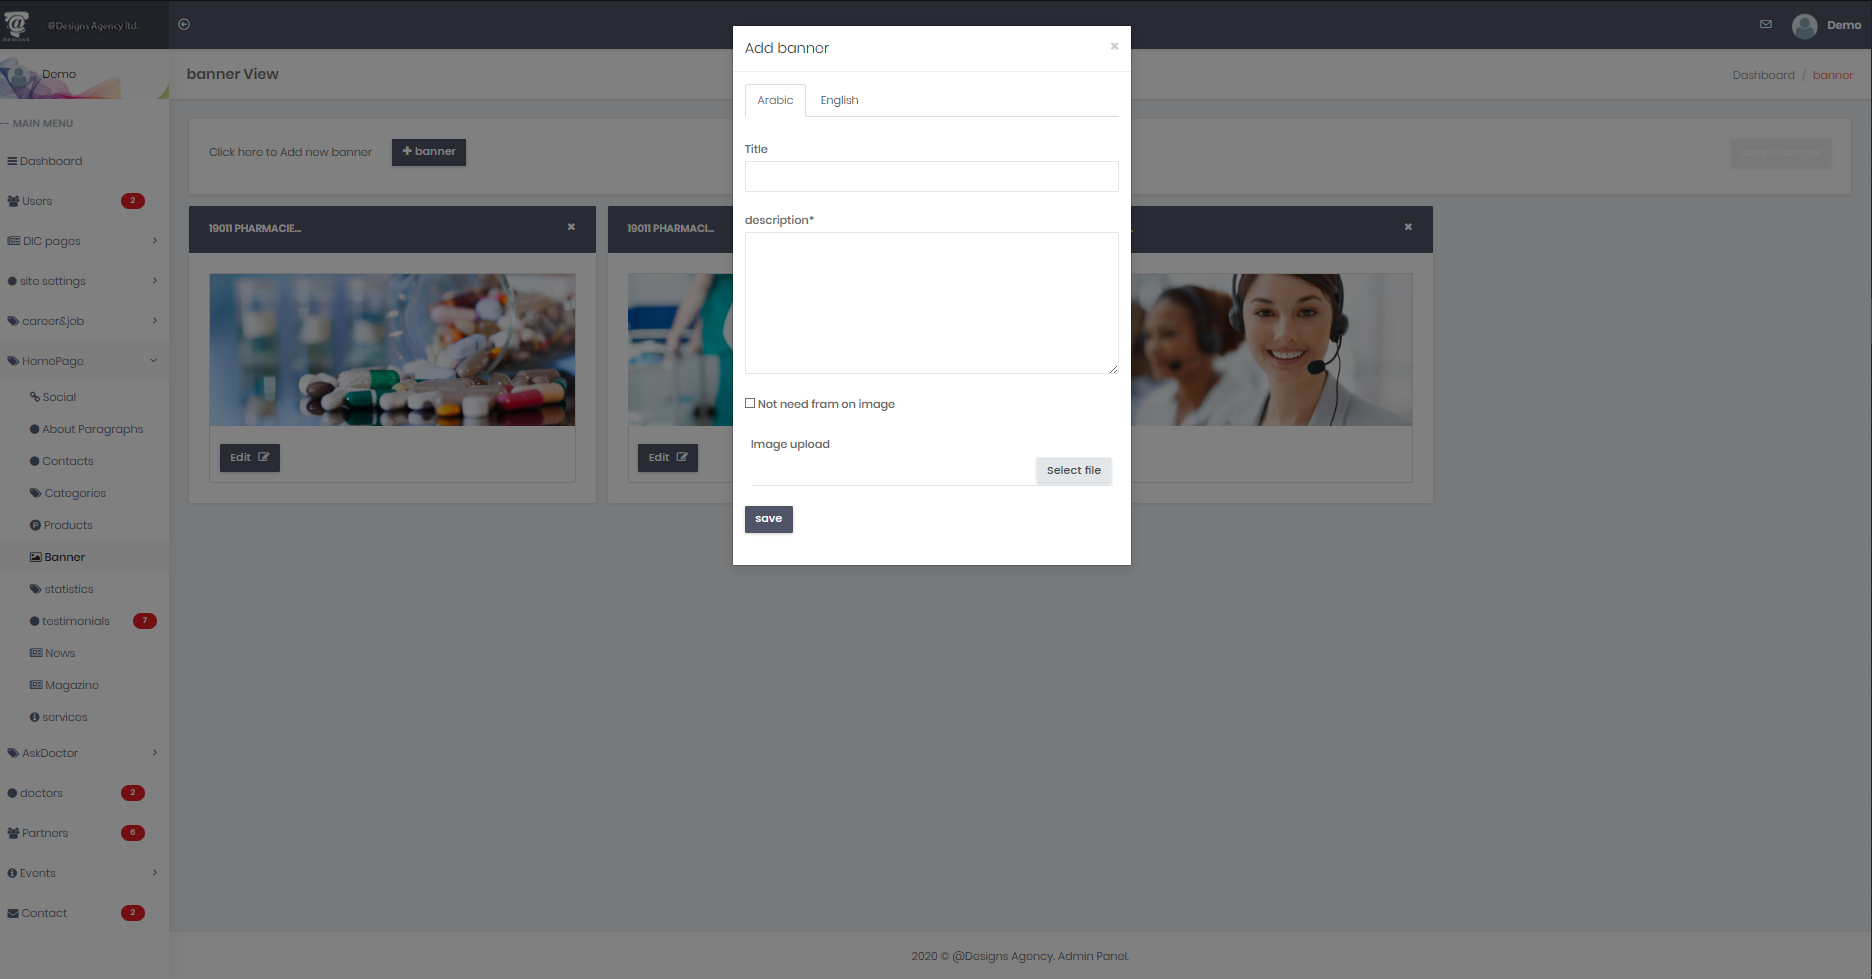 @Designs Agency ltd.
DESIGNS
Demo
Demo
banner View
Dashboard / banner
MAIN MENU
Dashboard
Users 2
DIC pages
site settings
career&job
HomePage
Social
About Paragraphs
Contacts
Categories
Products
Banner
statistics
testimonials 7
News
Magazine
services
AskDoctor
doctors 2
Partners 6
Events
Contact 2
Click here to Add new banner
+ banner
save changes
19011 PHARMACIE...
Edit
19011 PHARMACI...
Edit
Add banner
×
Arabic
English
Title
description*
Not need fram on image
Image upload
Select file
save
2020 © @Designs Agency. Admin Panel.